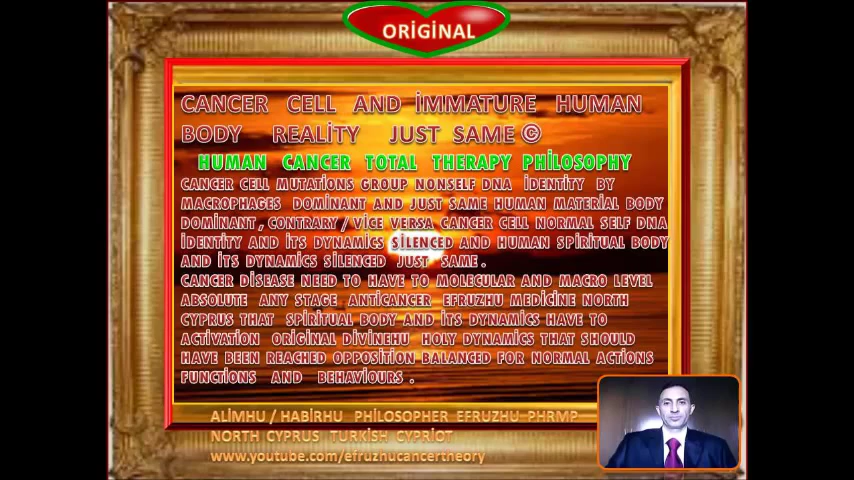 ORİGİNAL
CANCER CELL AND İMMATURE HUMAN
BODY REALİTY JUST SAME ©
HUMAN CANCER TOTAL THERAPY PHİLOSOPHY
CANCER CELL MUTATİONS GROUP NONSELF DNA İDENTİTY BY
MACROPHAGES DOMİNANT AND JUST SAME HUMAN MATERİAL BODY
DOMİNANT , CONTRARY / VİCE VERSA CANCER CELL NORMAL SELF DNA
İDENTİTY AND İTS DYNAMİCS SİLENCED AND HUMAN SPİRİTUAL BODY
AND İTS DYNAMİCS SİLENCED JUST SAME .
CANCER DİSEASE NEED TO HAVE TO MOLECULAR AND MACRO LEVEL
ABSOLUTE ANY STAGE ANTİCANCER EFRUZHU MEDİCİNE NORTH
CYPRUS THAT SPİRİTUAL BODY AND İTS DYNAMİCS HAVE TO
ACTİVATİON ORİGİNAL DİVİNEHU HOLY DYNAMİCS THAT SHOULD
HAVE BEEN REACHED OPPOSİTİON BALANCED FOR NORMAL ACTİONS
FUNCTİONS AND BEHAVİOURS .
ALİMHU / HABİRHU PHİLOSOPHER EFRUZHU PHRMP
NORTH CYPRUS TURKİSH CYPRİOT
www.youtube.com/efruzhucancertheory